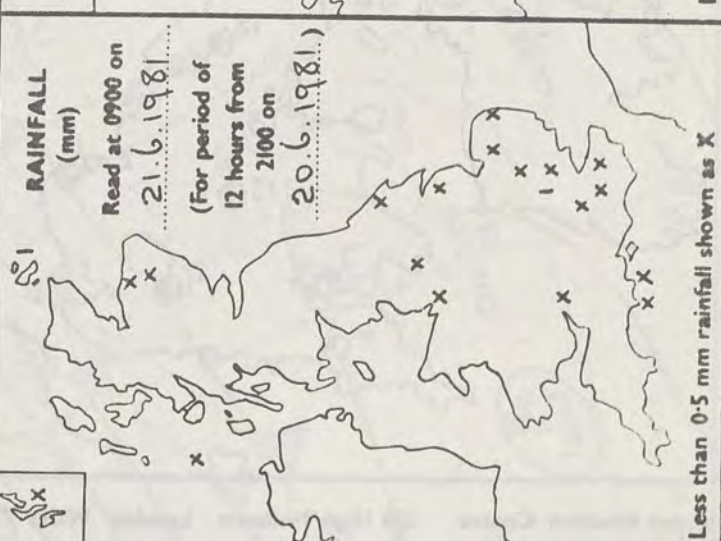 RAINFALL
(mm)
Read at 0900 on
21.6.1981
(For period of
12 hours from
2100 on
20.6.1981)
1
x
x
x
x
x
x
x
x
x
x
x
x
1
x
x
x
x
x
x
x
Less than 0·5 mm rainfall shown as X